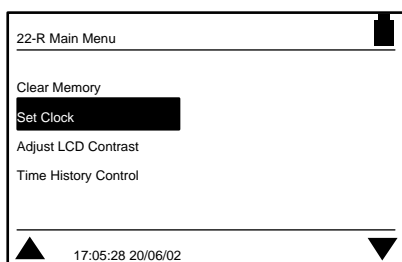 22-R Main Menu
Clear Memory
Set Clock
Adjust LCD Contrast
Time History Control
17:05:28 20/06/02